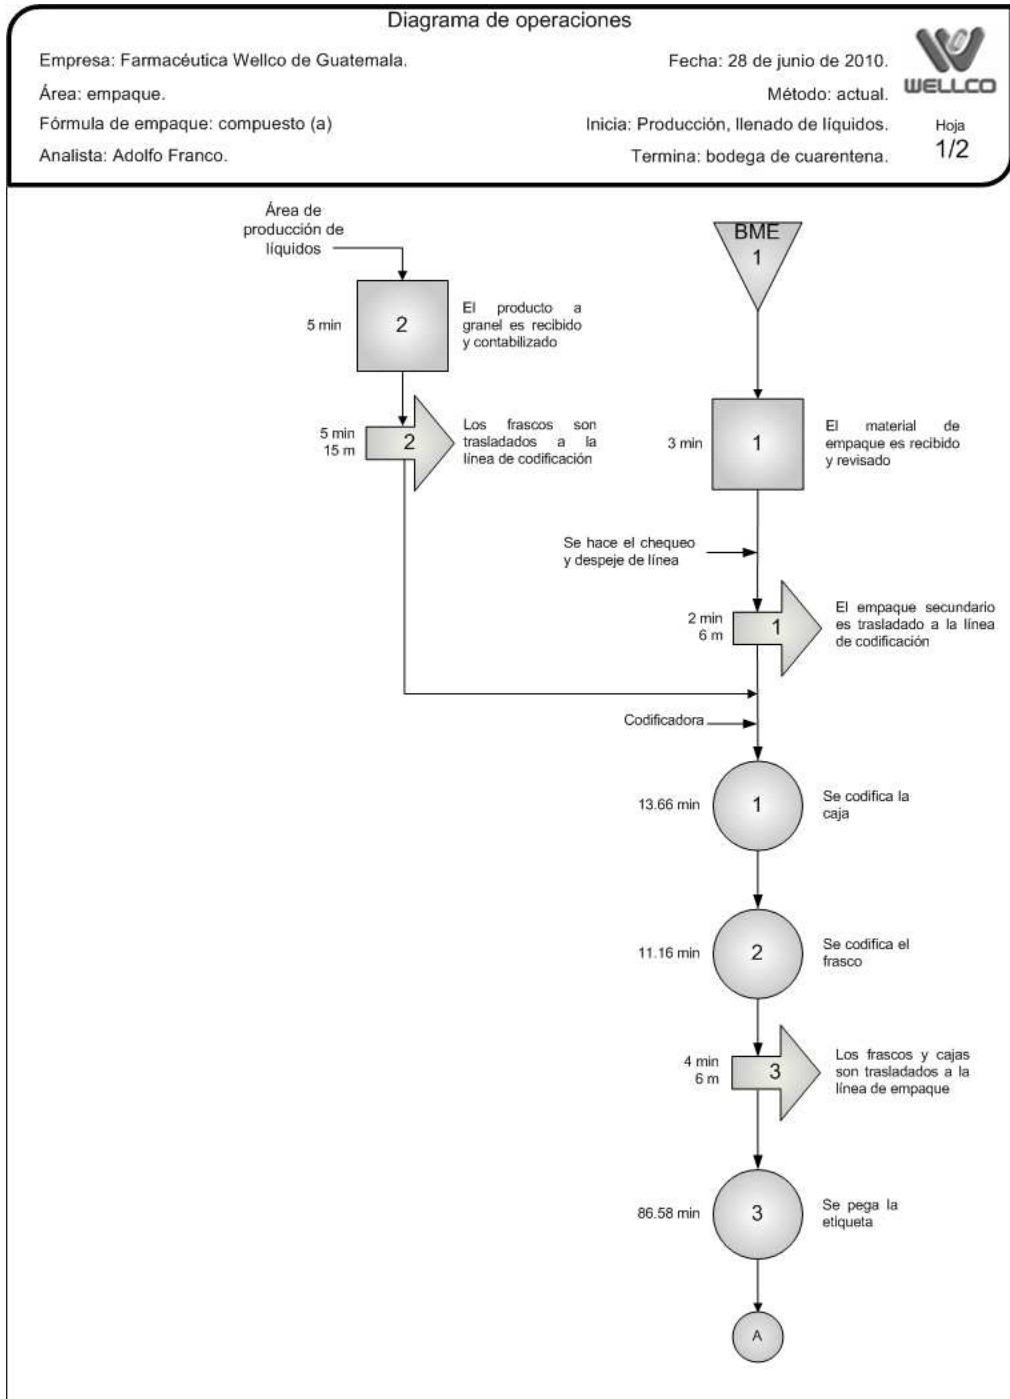 Diagrama de operaciones
Empresa: Farmacéutica Wellco de Guatemala.
Fecha: 28 de junio de 2010.
WELLCO
Área: empaque.
Método: actual.
Fórmula de empaque: compuesto (a)
Inicia: Producción, llenado de líquidos.
Hoja
1/2
Analista: Adolfo Franco.
Termina: bodega de cuarentena.
Área de
producción de
líquidos
BME
1
5 min
2
El producto a
granel es recibido
y contabilizado
5 min
15 m
2
Los frascos son
trasladados a la
línea de codificación
3 min
1
El material de
empaque es recibido
y revisado
Se hace el chequeo
y despeje de línea
2 min
6 m
1
El empaque secundario
es trasladado a la línea
de codificación
Codificadora
13.66 min
1
Se codifica la
caja
11.16 min
2
Se codifica el
frasco
4 min
6 m
3
Los frascos y cajas
son trasladados a la
línea de empaque
86.58 min
3
Se pega la
etiqueta
A